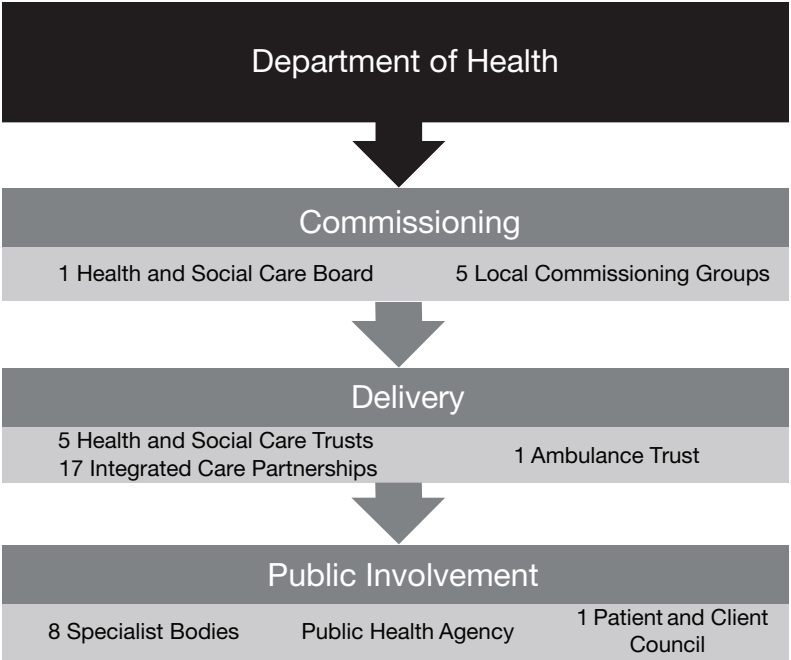 Department of Health
Commissioning
1 Health and Social Care Board
5 Local Commissioning Groups
Delivery
5 Health and Social Care Trusts
17 Integrated Care Partnerships
1 Ambulance Trust
Public Involvement
8 Specialist Bodies
Public Health Agency
1 Patient and Client
Council